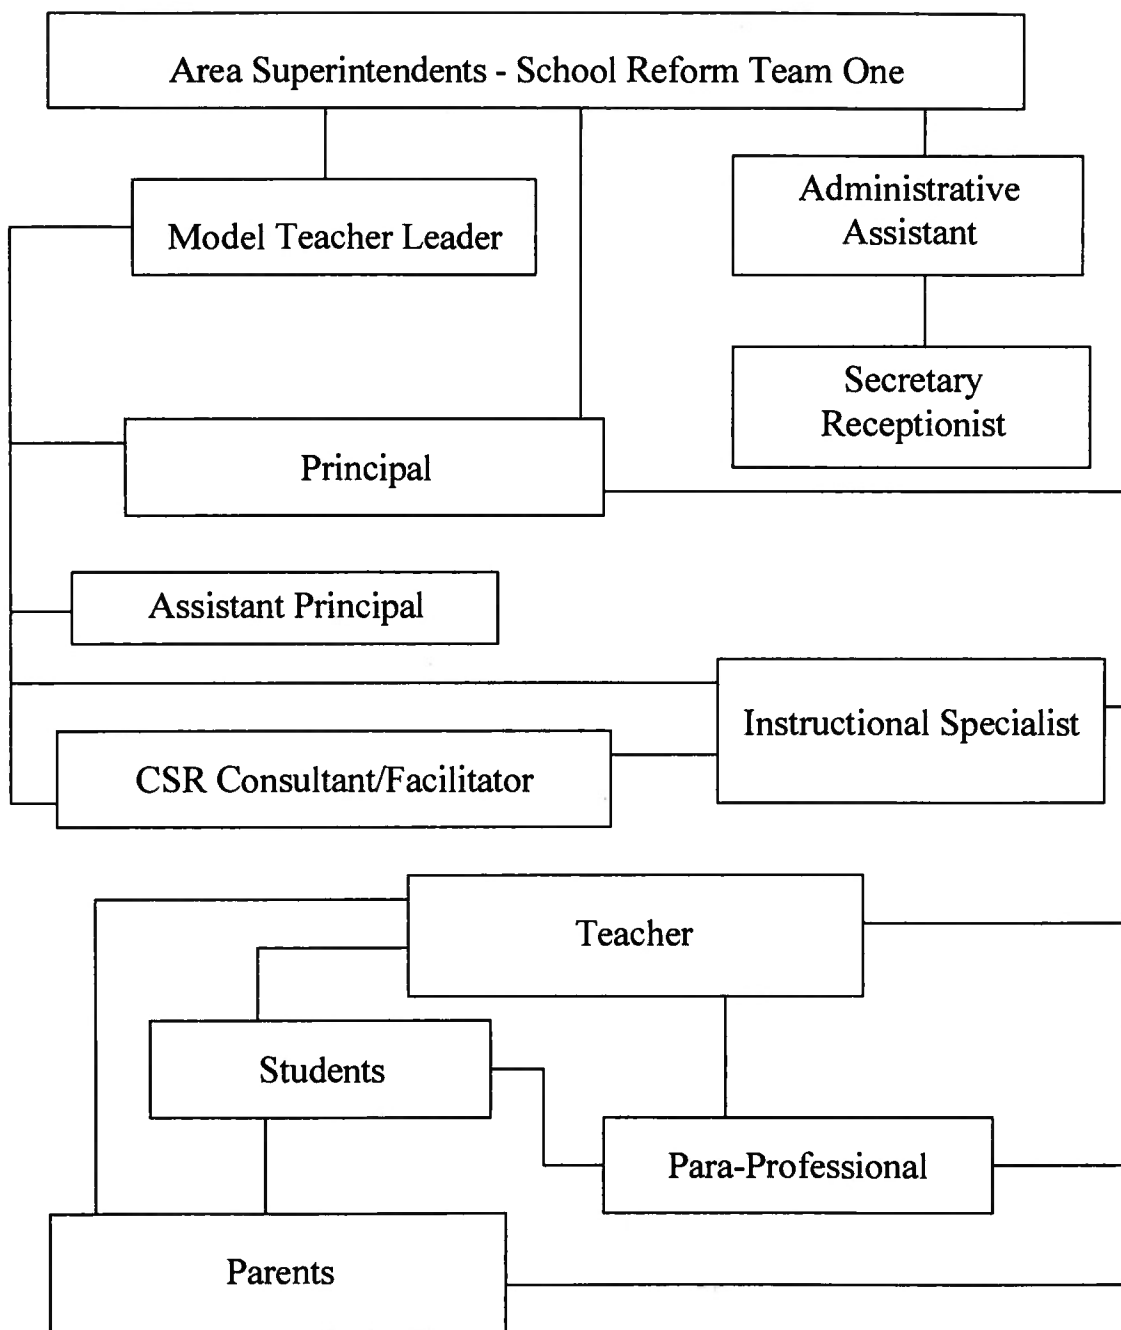 Area Superintendents - School Reform Team One
Administrative
Assistant
Model Teacher Leader
Secretary
Receptionist
Principal
Assistant Principal
Instructional Specialist
CSR Consultant/Facilitator
Teacher
Students
Para-Professional
Parents